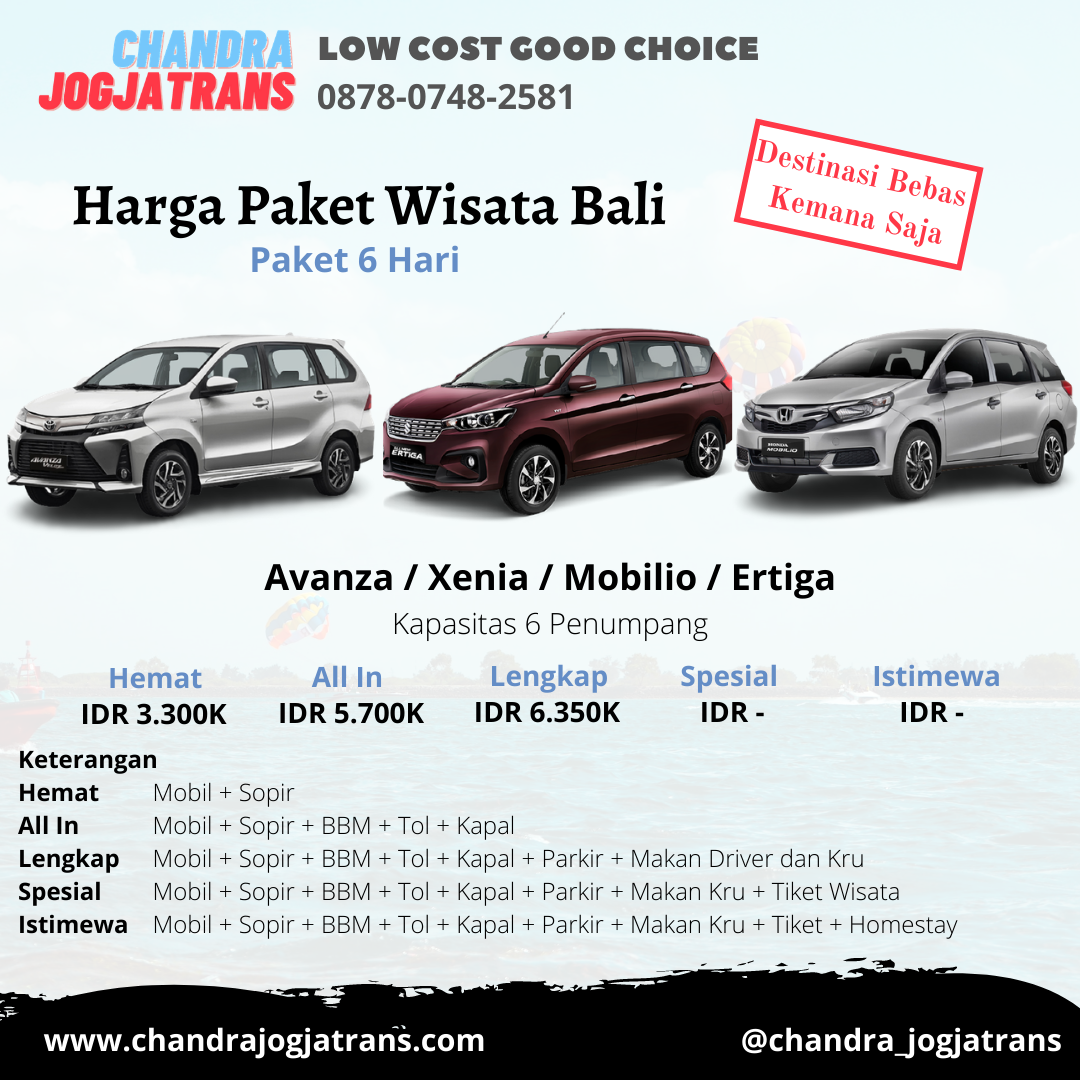 CHANDRA
JOGJATRANS
LOW COST GOOD CHOICE
0878-0748-2581
Destinasi Bebas
Kemana Saja
Harga Paket Wisata Bali
Paket 6 Hari
AVANZA
ERTIGA
HONDA
MOBILIO
Avanza / Xenia / Mobilio / Ertiga
Kapasitas 6 Penumpang
Hemat All In Lengkap Spesial Istimewa
IDR 3.300K IDR 5.700K IDR 6.350K IDR - IDR -
Keterangan
Hemat Mobil + Sopir
All In Mobil + Sopir + BBM + Tol + Kapal
Lengkap Mobil + Sopir + BBM + Tol + Kapal + Parkir + Makan Driver dan Kru
Spesial Mobil + Sopir + BBM + Tol + Kapal + Parkir + Makan Kru + Tiket Wisata
Istimewa Mobil + Sopir + BBM + Tol + Kapal + Parkir + Makan Kru + Tiket + Homestay
www.chandrajogjatrans.com
@chandra_jogjatrans